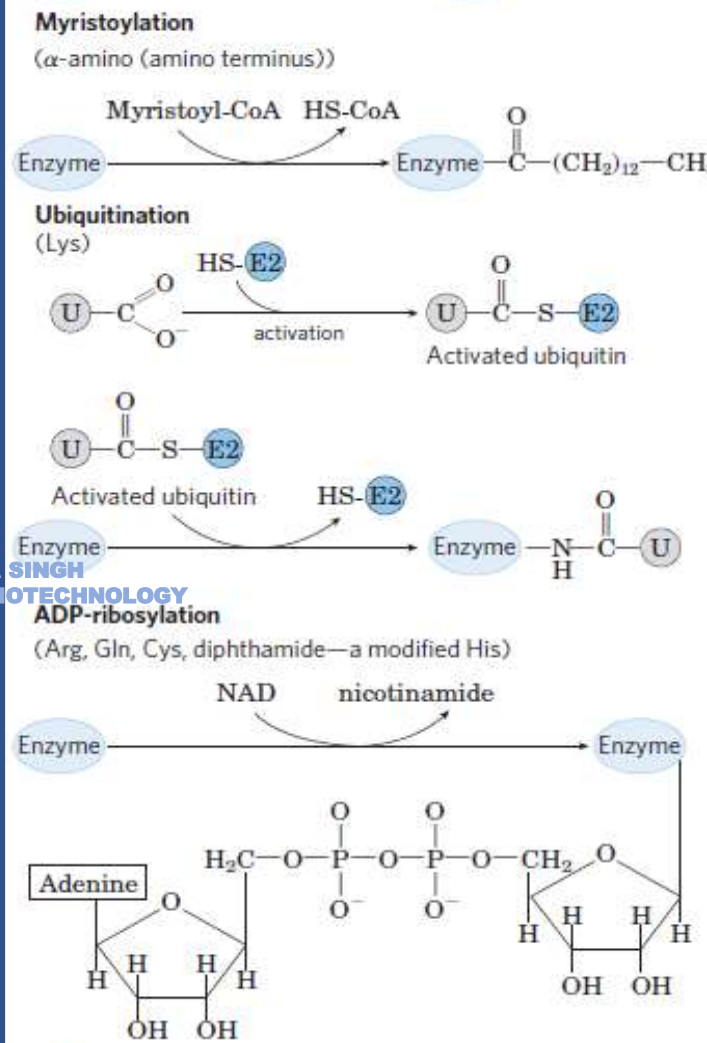 Myristoylation
(α-amino (amino terminus))
Myristoyl-CoA HS-CoA
Enzyme
Enzyme—C—(CH₂)₁₂—CH
O
Ubiquitination
(Lys)
HS-E2
U—C
O
O⁻
activation
O
U—C—S—E2
Activated ubiquitin
O
U—C—S—E2
Activated ubiquitin
HS-E2
Enzyme
O
Enzyme—N—C—U
H
SINGH
OTECHNOLOGY
ADP-ribosylation
(Arg, Gln, Cys, diphthamide—a modified His)
NAD nicotinamide
Enzyme Enzyme
O O
H₂C—O—P—O—P—O—CH₂ O
O⁻ O⁻
Adenine
O
H H H H
OH OH
H H H H
OH OH